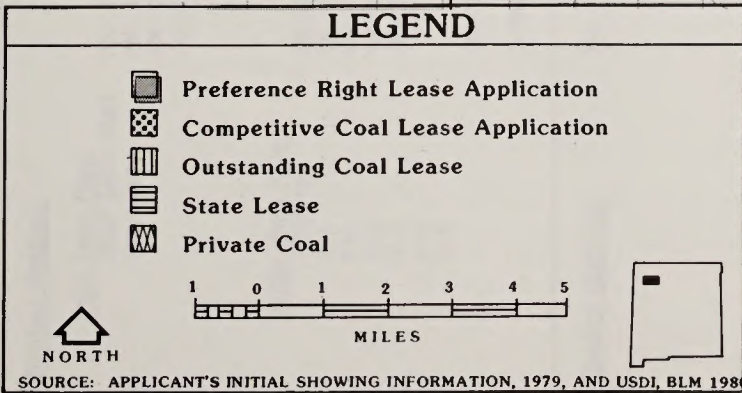 LEGEND
Preference Right Lease Application
Competitive Coal Lease Application
Outstanding Coal Lease
State Lease
Private Coal
1 0 1 2 3 4 5
MILES
NORTH
SOURCE: APPLICANT'S INITIAL SHOWING INFORMATION, 1979, AND USDI, BLM 1980